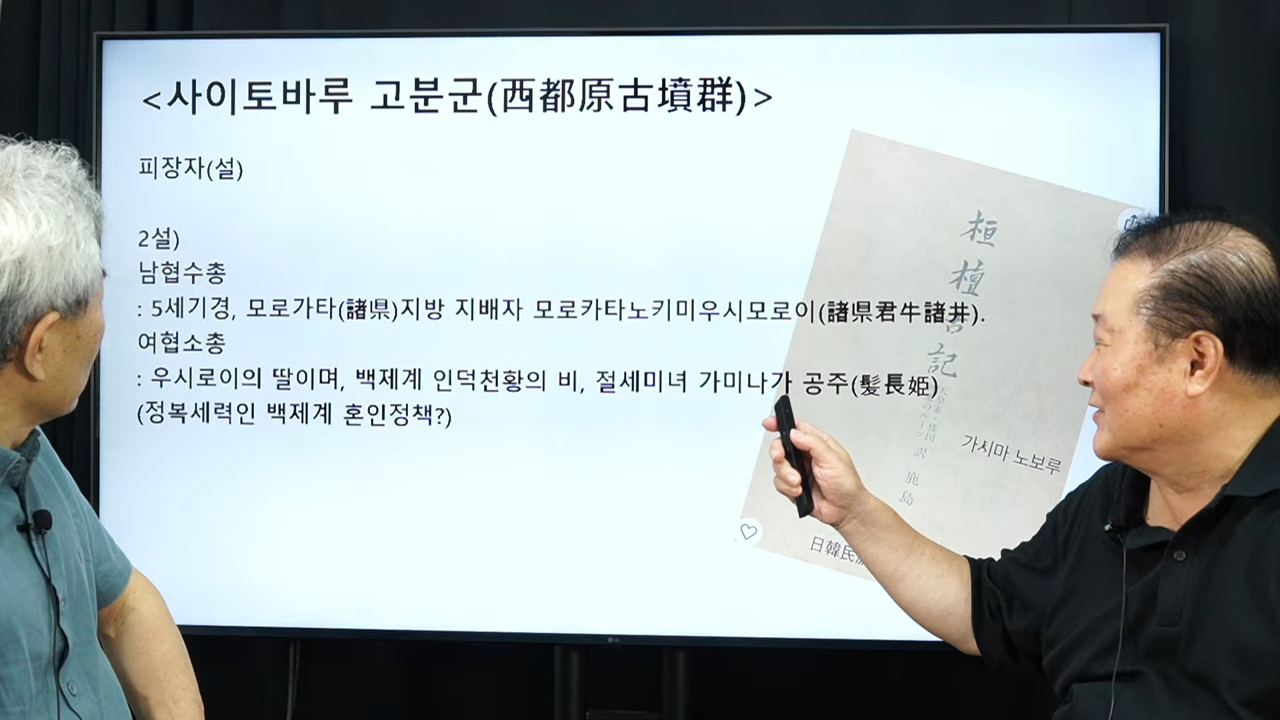 <사이토바루 고분군(西都原古墳群)>
피장자(설)
2설)
남협수총
: 5세기경, 모로가타(諸県)지방 지배자 모로카타노키미우시모로이(諸県君牛諸井).
여협소총
: 우시로이의 딸이며, 백제계 인덕천황의 비, 절세미녀 가미나가 공주(髪長姫)
(정복세력인 백제계 혼인정책?)
桓檀古記
訳 鹿島
가시마 노보루
日韓民
LG